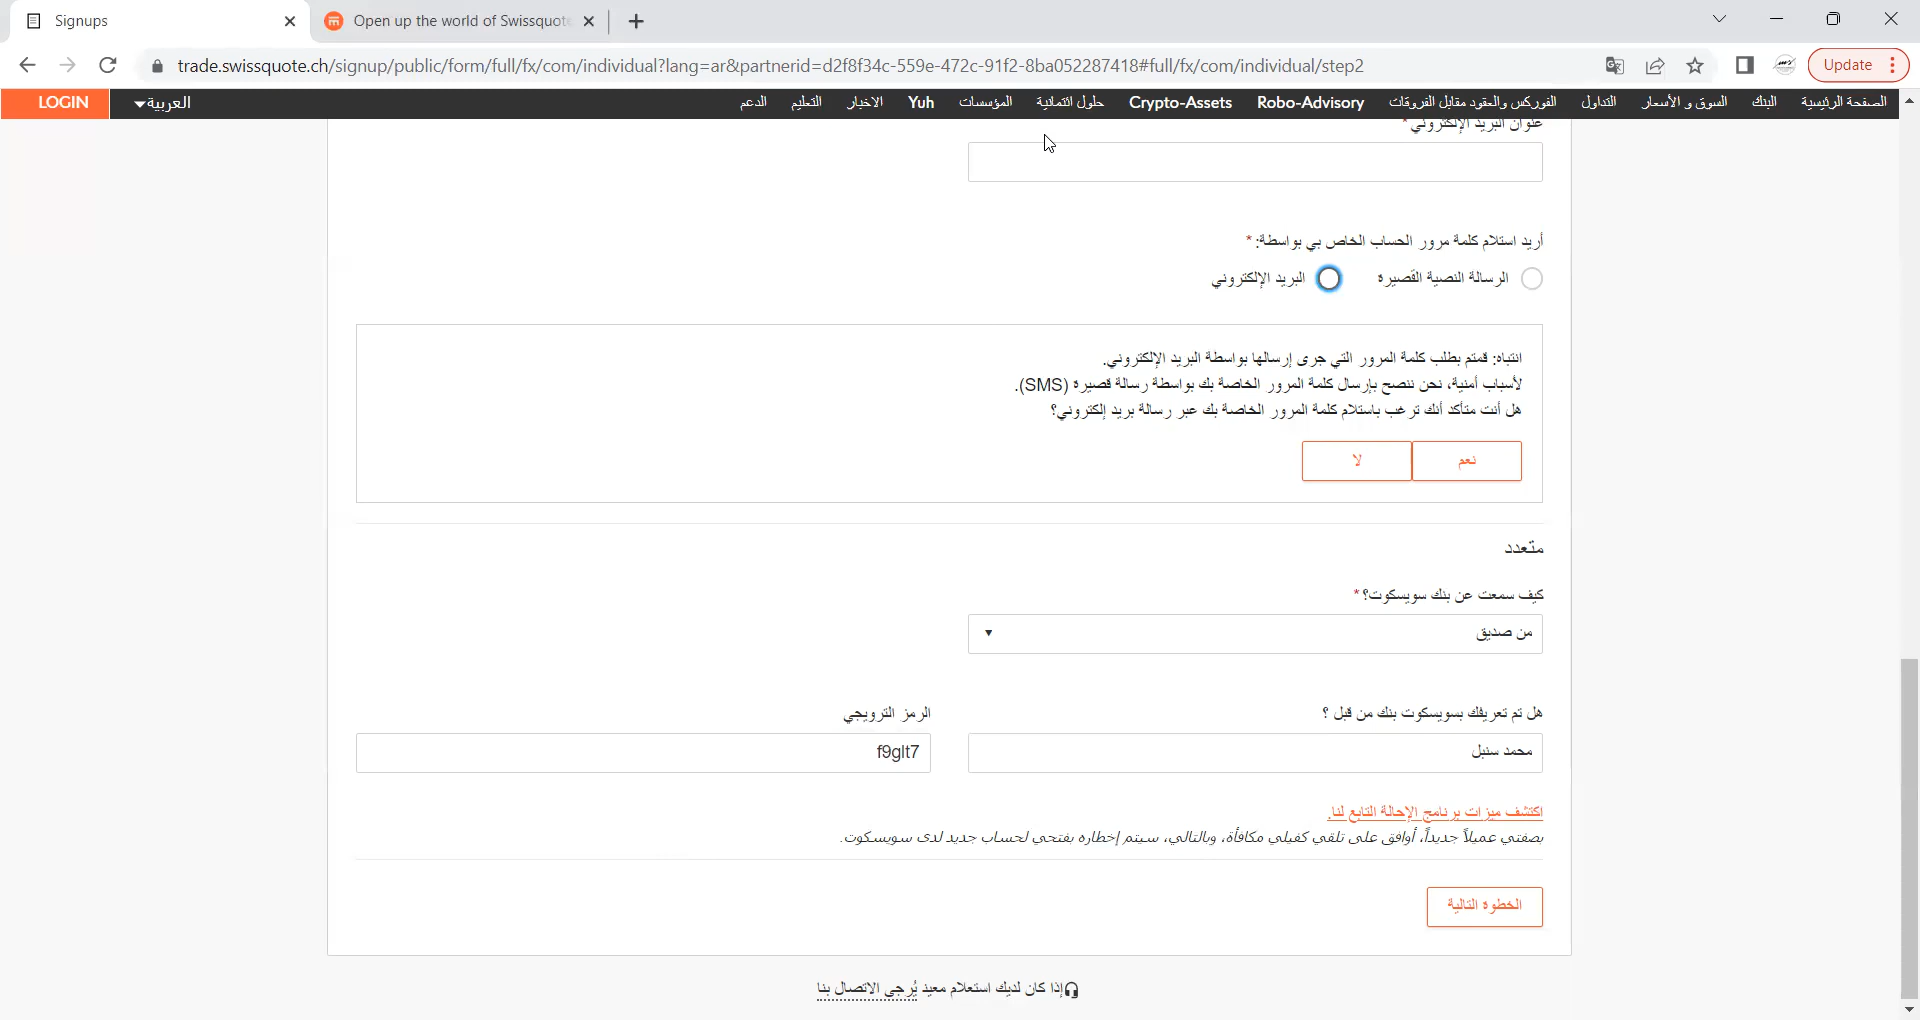 Signups
Open up the world of Swissquot
trade.swissquote.ch/signup/public/form/full/fx/com/individual?lang=ar&partnerid=d2f8f34c-559e-472c-91f2-8ba052287418#full/fx/com/individual/step2
Update
الصفحة الرئيسية البنك السوق و الأسعار التداول الفوركس والعقود مقابل الفروقات Robo-Advisory Crypto-Assets حلول ائتمانية المؤسسات Yuh الاخبار التعليم الدعم العربية LOGIN
عنوان البريد الإلكتروني *
أريد استلام كلمة مرور الحساب الخاص بي بواسطة: *
الرسالة النصية القصيرة البريد الإلكتروني
انتباه: قمتم بطلب كلمة المرور التي جرى إرسالها بواسطة البريد الإلكتروني.
لأسباب أمنية، نحن ننصح بإرسال كلمة المرور الخاصة بك بواسطة رسالة قصيرة (SMS).
هل أنت متأكد أنك ترغب باستلام كلمة المرور الخاصة بك عبر رسالة بريد إلكتروني؟
نعم لا
متعدد
كيف سمعت عن بنك سويسكوت؟ *
من صديق
هل تم تعريفك بسويسكوت بنك من قبل ؟ الرمز الترويجي
محمد سنبل f9glt7
اكتشف ميزات برنامج الإحالة التابع لنا.
بصفتي عميلاً جديداً، أوافق على تلقي كفيلي مكافأة، وبالتالي، سيتم إخطاره بفتحي لحساب جديد لدى سويسكوت.
الخطوة التالية
إذا كان لديك استعلام معيد يُرجى الاتصال بنا